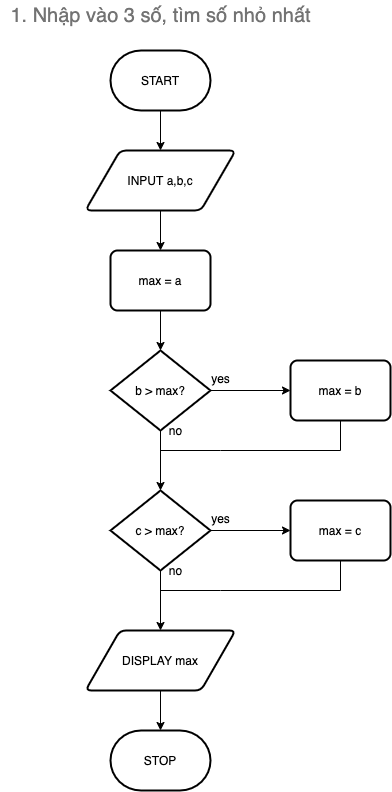 1. Nhập vào 3 số, tìm số nhỏ nhất
START
INPUT a,b,c
max = a
b > max?
yes
max = b
no
c > max?
yes
max = c
no
DISPLAY max
STOP